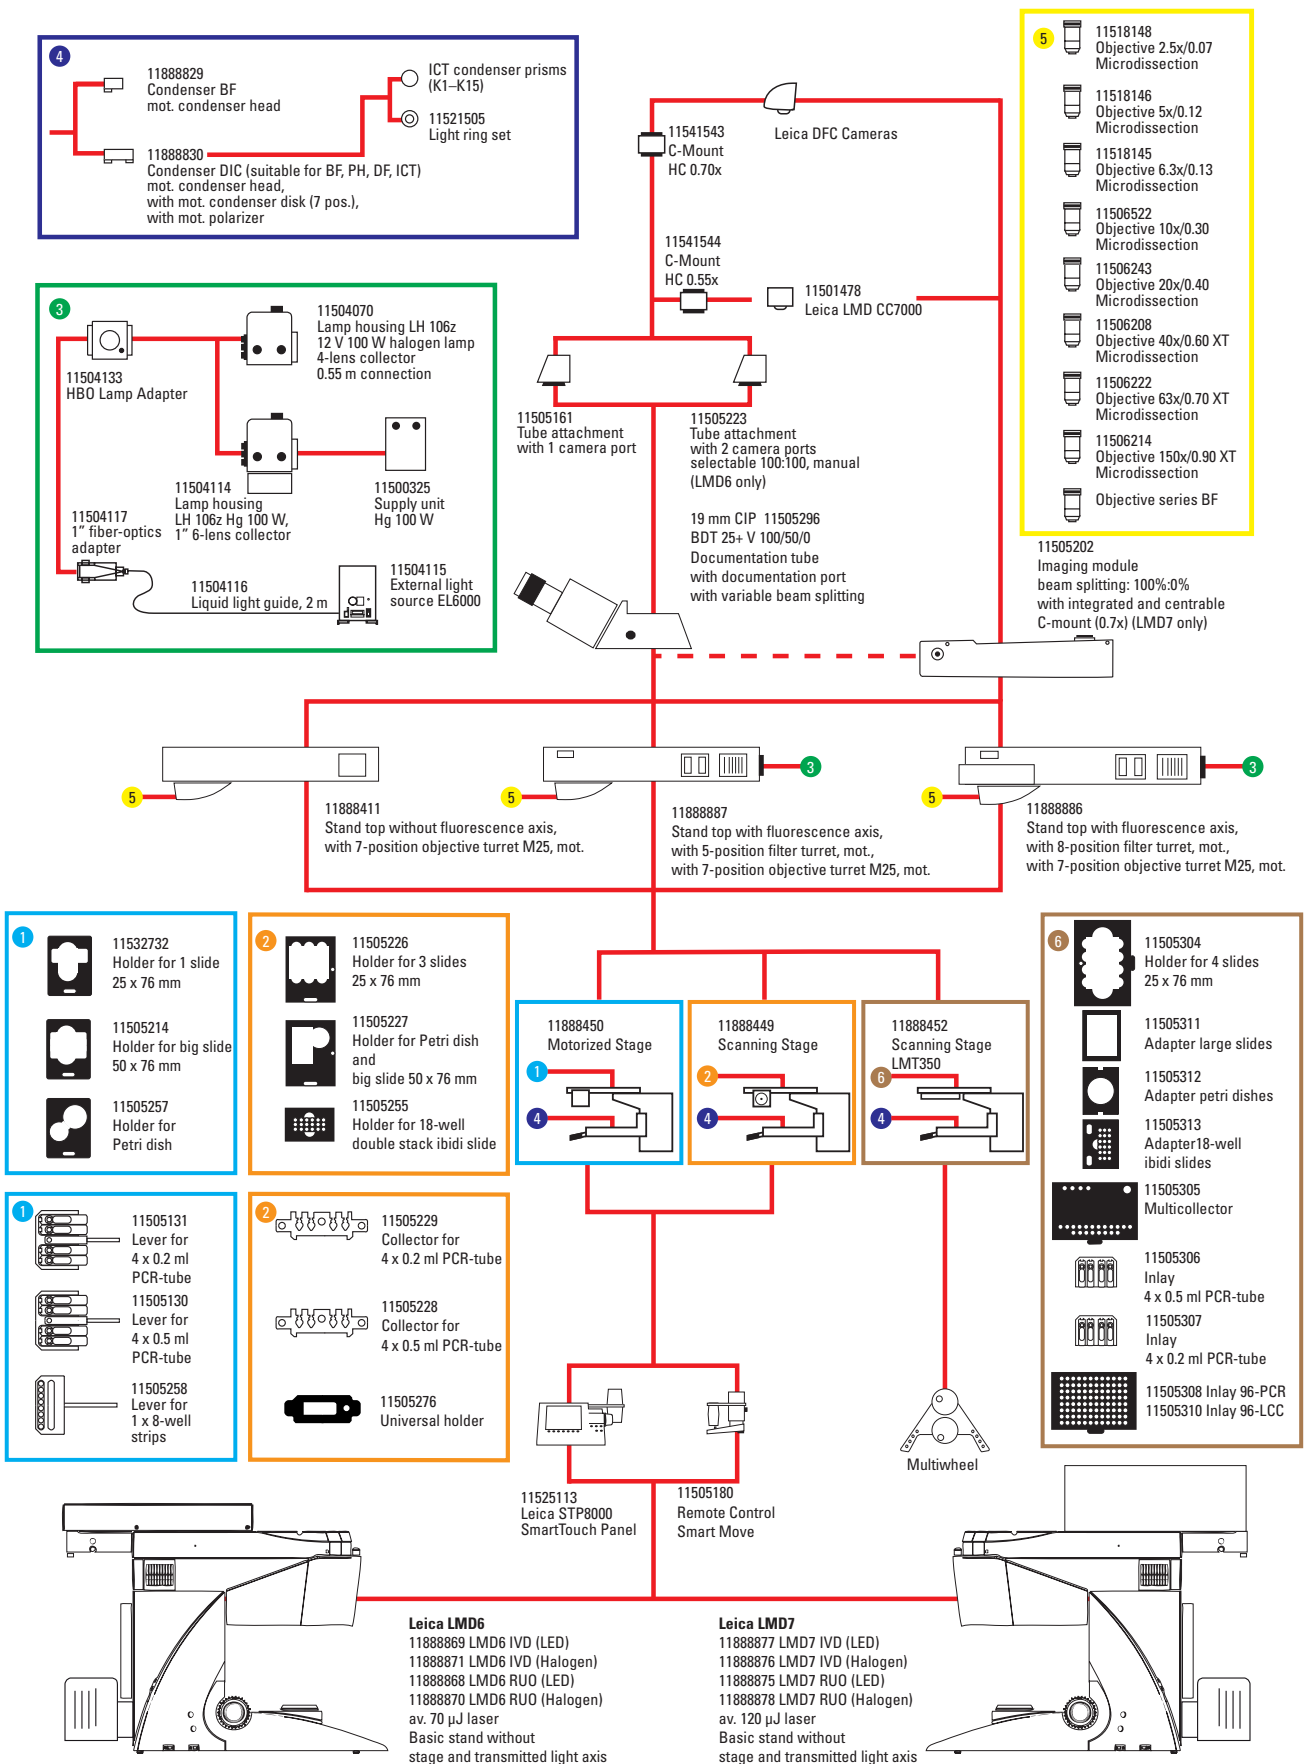 4
11888829
Condenser BF
mot. condenser head
ICT condenser prisms
(K1–K15)
11521505
Light ring set
11888830
Condenser DIC (suitable for BF, PH, DF, ICT)
mot. condenser head,
with mot. condenser disk (7 pos.),
with mot. polarizer
3
11504070
Lamp housing LH 106z
12 V 100 W halogen lamp
4-lens collector
0.55 m connection
11504133
HBO Lamp Adapter
11504114
Lamp housing
LH 106z Hg 100 W,
1" 6-lens collector
11500325
Supply unit
Hg 100 W
11504117
1" fiber-optics
adapter
11504116
Liquid light guide, 2 m
11504115
External light
source EL6000
Leica DFC Cameras
11541543
C-Mount
HC 0.70x
11541544
C-Mount
HC 0.55x
11501478
Leica LMD CC7000
11505161
Tube attachment
with 1 camera port
11505223
Tube attachment
with 2 camera ports
selectable 100:100, manual
(LMD6 only)
19 mm CIP 11505296
BDT 25+ V 100/50/0
Documentation tube
with documentation port
with variable beam splitting
5
11518148
Objective 2.5x/0.07
Microdissection
11518146
Objective 5x/0.12
Microdissection
11518145
Objective 6.3x/0.13
Microdissection
11506522
Objective 10x/0.30
Microdissection
11506243
Objective 20x/0.40
Microdissection
11506208
Objective 40x/0.60 XT
Microdissection
11506222
Objective 63x/0.70 XT
Microdissection
11506214
Objective 150x/0.90 XT
Microdissection
Objective series BF
11505202
Imaging module
beam splitting: 100%:0%
with integrated and centrable
C-mount (0.7x) (LMD7 only)
5
11888411
Stand top without fluorescence axis,
with 7-position objective turret M25, mot.
5
3
11888887
Stand top with fluorescence axis,
with 5-position filter turret, mot.,
with 7-position objective turret M25, mot.
5
3
11888886
Stand top with fluorescence axis,
with 8-position filter turret, mot.,
with 7-position objective turret M25, mot.
1
11532732
Holder for 1 slide
25 x 76 mm
11505214
Holder for big slide
50 x 76 mm
11505257
Holder for
Petri dish
2
11505226
Holder for 3 slides
25 x 76 mm
11505227
Holder for Petri dish
and
big slide 50 x 76 mm
11505255
Holder for 18-well
double stack ibidi slide
11888450
Motorized Stage
1
4
11888449
Scanning Stage
2
4
11888452
Scanning Stage
LMT350
6
4
6
11505304
Holder for 4 slides
25 x 76 mm
11505311
Adapter large slides
11505312
Adapter petri dishes
11505313
Adapter18-well
ibidi slides
11505305
Multicollector
11505306
Inlay
4 x 0.5 ml PCR-tube
11505307
Inlay
4 x 0.2 ml PCR-tube
11505308 Inlay 96-PCR
11505310 Inlay 96-LCC
1
11505131
Lever for
4 x 0.2 ml
PCR-tube
11505130
Lever for
4 x 0.5 ml
PCR-tube
11505258
Lever for
1 x 8-well
strips
2
11505229
Collector for
4 x 0.2 ml PCR-tube
11505228
Collector for
4 x 0.5 ml PCR-tube
11505276
Universal holder
11525113
Leica STP8000
SmartTouch Panel
11505180
Remote Control
Smart Move
Multiwheel
Leica LMD6
11888869 LMD6 IVD (LED)
11888871 LMD6 IVD (Halogen)
11888868 LMD6 RUO (LED)
11888870 LMD6 RUO (Halogen)
av. 70 µJ laser
Basic stand without
stage and transmitted light axis
Leica LMD7
11888877 LMD7 IVD (LED)
11888876 LMD7 IVD (Halogen)
11888875 LMD7 RUO (LED)
11888878 LMD7 RUO (Halogen)
av. 120 µJ laser
Basic stand without
stage and transmitted light axis